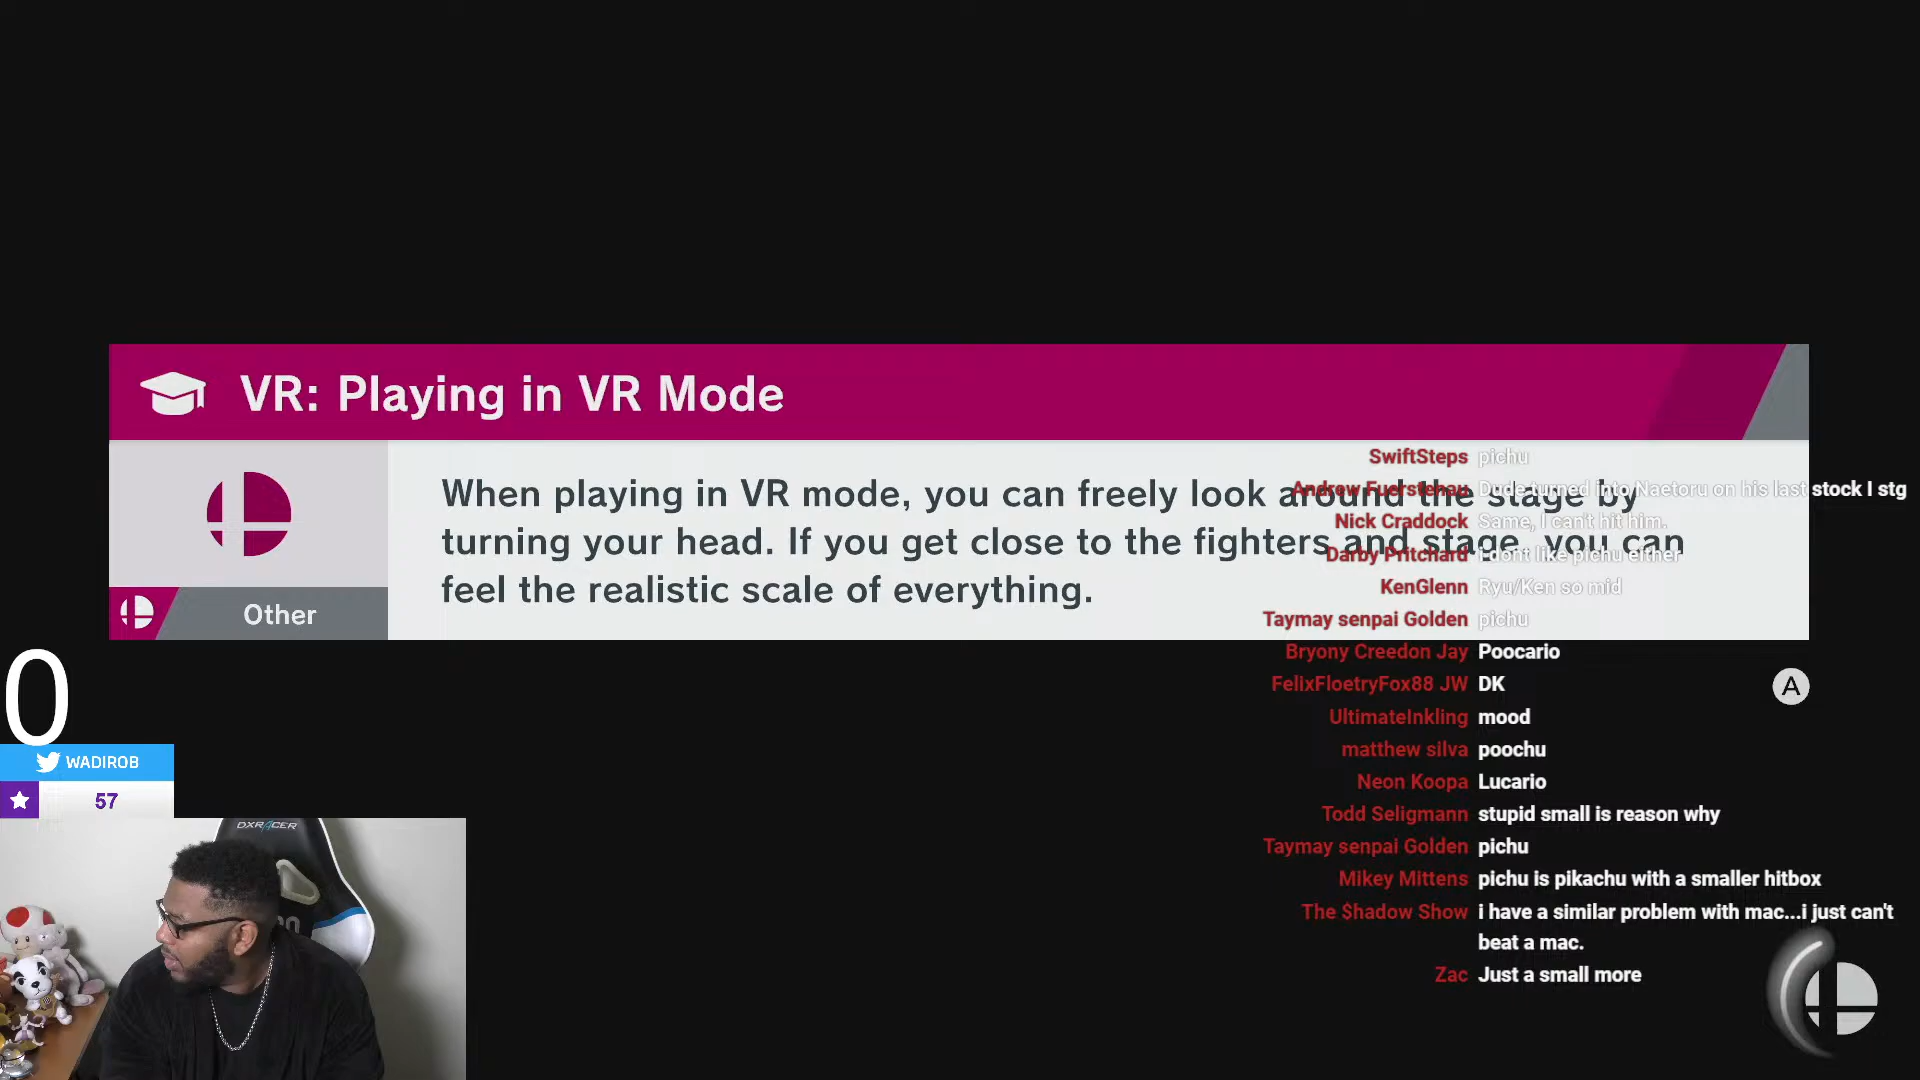 VR: Playing in VR Mode
When playing in VR mode, you can freely look around the stage by
turning your head. If you get close to the fighters and stage, you can
feel the realistic scale of everything.
Other
SwiftSteps pichu
Andrew Fuerstenau Dude turned into Naetoru on his last stock I stg
Nick Craddock Same, I can't hit him.
Darby Pritchard i dont like pichu either
KenGlenn Ryu/Ken so mid
Taymay senpai Golden pichu
Bryony Creedon Jay Poocario
FelixFloetryFox88 JW DK
UltimateInkling mood
matthew silva poochu
Neon Koopa Lucario
Todd Seligmann stupid small is reason why
Taymay senpai Golden pichu
Mikey Mittens pichu is pikachu with a smaller hitbox
The $hadow Show i have a similar problem with mac...i just can't
beat a mac.
Zac Just a small more
A
0
WADIROB
57
DXRACER